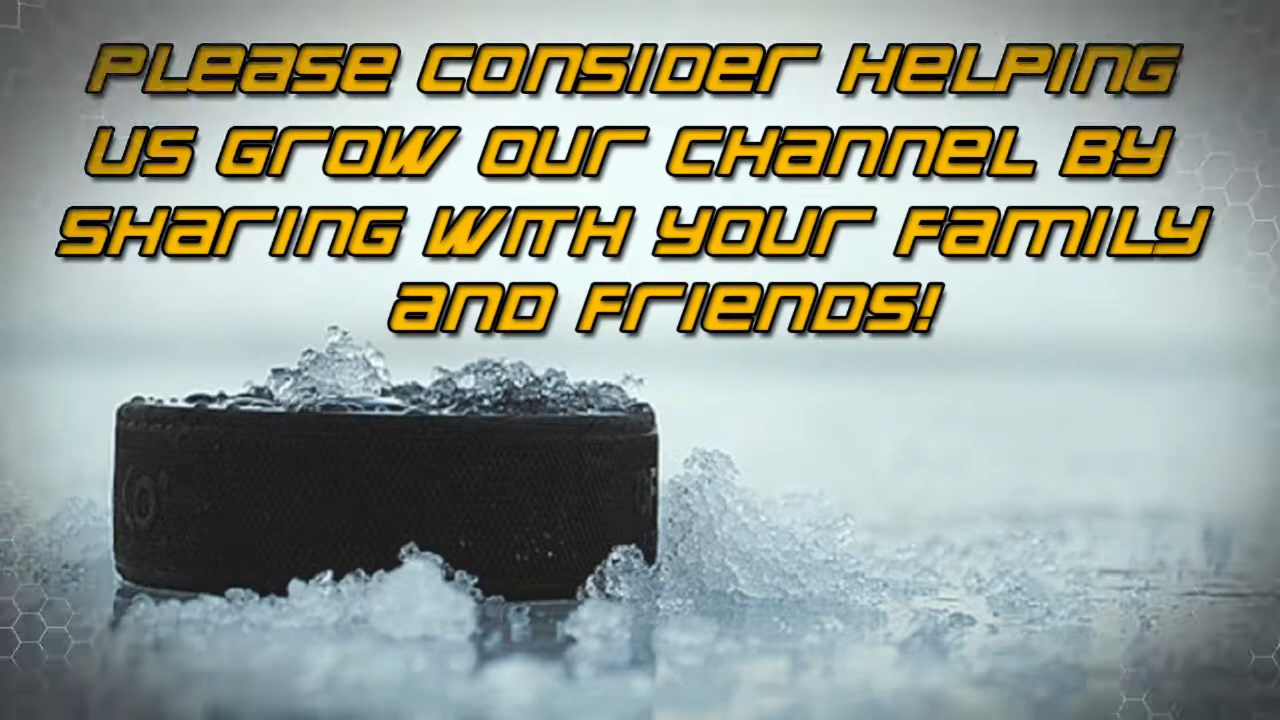 PLEASE CONSIDER HELPING
US GROW OUR CHANNEL BY
SHARING WITH YOUR FAMILY
AND FRIENDS!